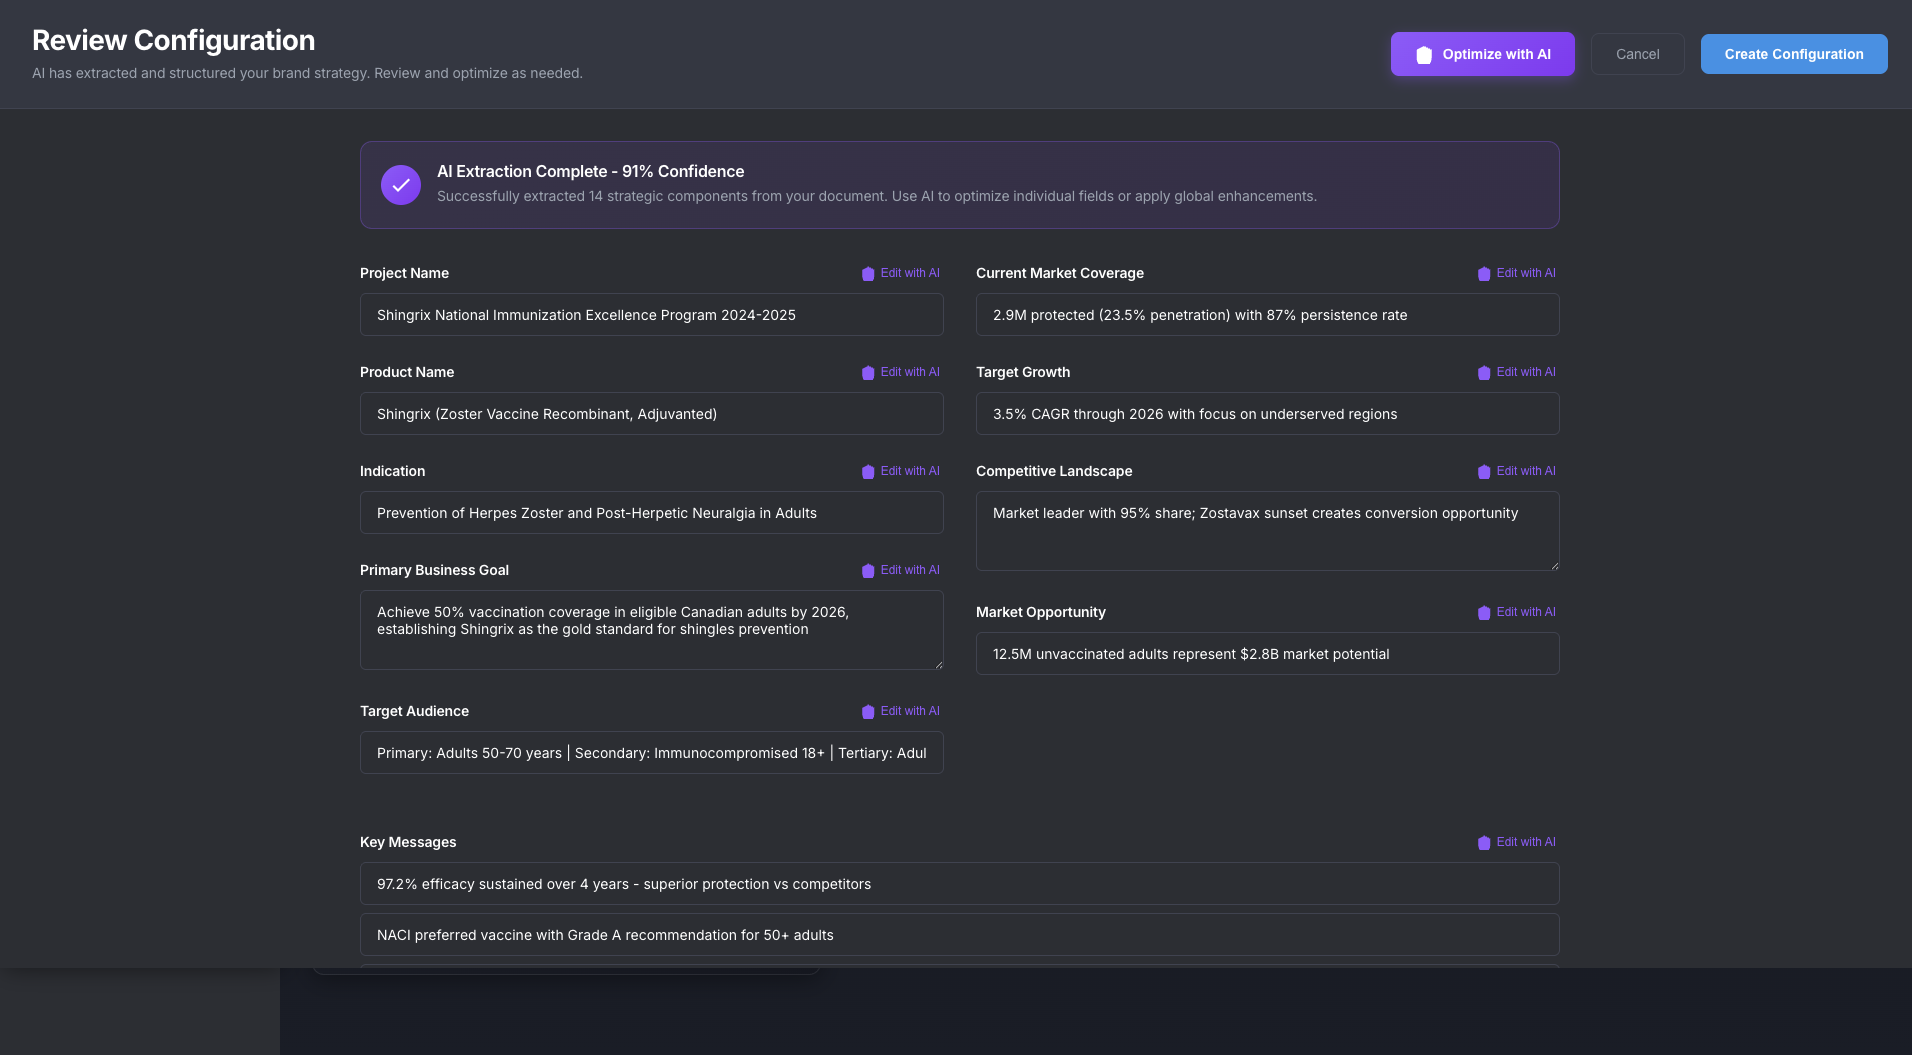 Review Configuration
AI has extracted and structured your brand strategy. Review and optimize as needed.
Optimize with AI
Cancel
Create Configuration
AI Extraction Complete - 91% Confidence
Successfully extracted 14 strategic components from your document. Use AI to optimize individual fields or apply global enhancements.
Project Name
Edit with AI
Shingrix National Immunization Excellence Program 2024-2025
Product Name
Edit with AI
Shingrix (Zoster Vaccine Recombinant, Adjuvanted)
Indication
Edit with AI
Prevention of Herpes Zoster and Post-Herpetic Neuralgia in Adults
Primary Business Goal
Edit with AI
Achieve 50% vaccination coverage in eligible Canadian adults by 2026,
establishing Shingrix as the gold standard for shingles prevention
Target Audience
Edit with AI
Primary: Adults 50-70 years | Secondary: Immunocompromised 18+ | Tertiary: Adul
Current Market Coverage
Edit with AI
2.9M protected (23.5% penetration) with 87% persistence rate
Target Growth
Edit with AI
3.5% CAGR through 2026 with focus on underserved regions
Competitive Landscape
Edit with AI
Market leader with 95% share; Zostavax sunset creates conversion opportunity
Market Opportunity
Edit with AI
12.5M unvaccinated adults represent $2.8B market potential
Key Messages
Edit with AI
97.2% efficacy sustained over 4 years - superior protection vs competitors
NACI preferred vaccine with Grade A recommendation for 50+ adults